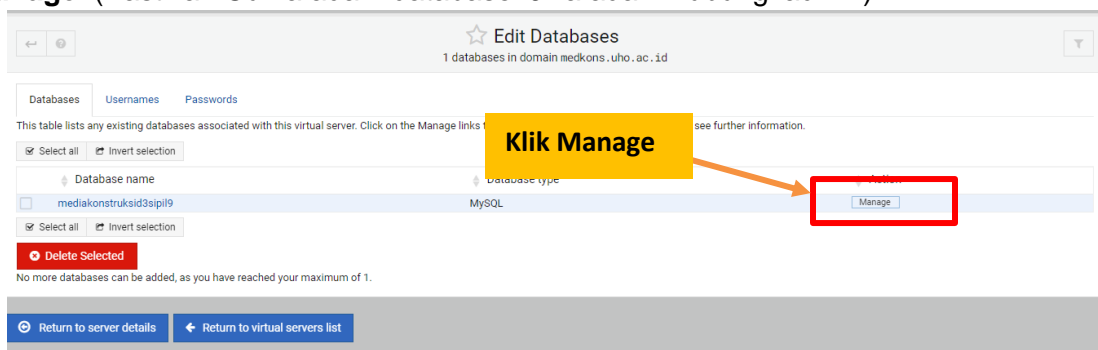 Edit Databases
1 databases in domain medkons.uho.ac.id
Databases Usernames Passwords
This table lists any existing databases associated with this virtual server. Click on the Manage links see further information.
Klik Manage
Select all Invert selection
Database name Database type Action
mediakonstruksid3sipil9 MySQL Manage
Select all Invert selection
Delete Selected
No more databases can be added, as you have reached your maximum of 1.
Return to server details Return to virtual servers list